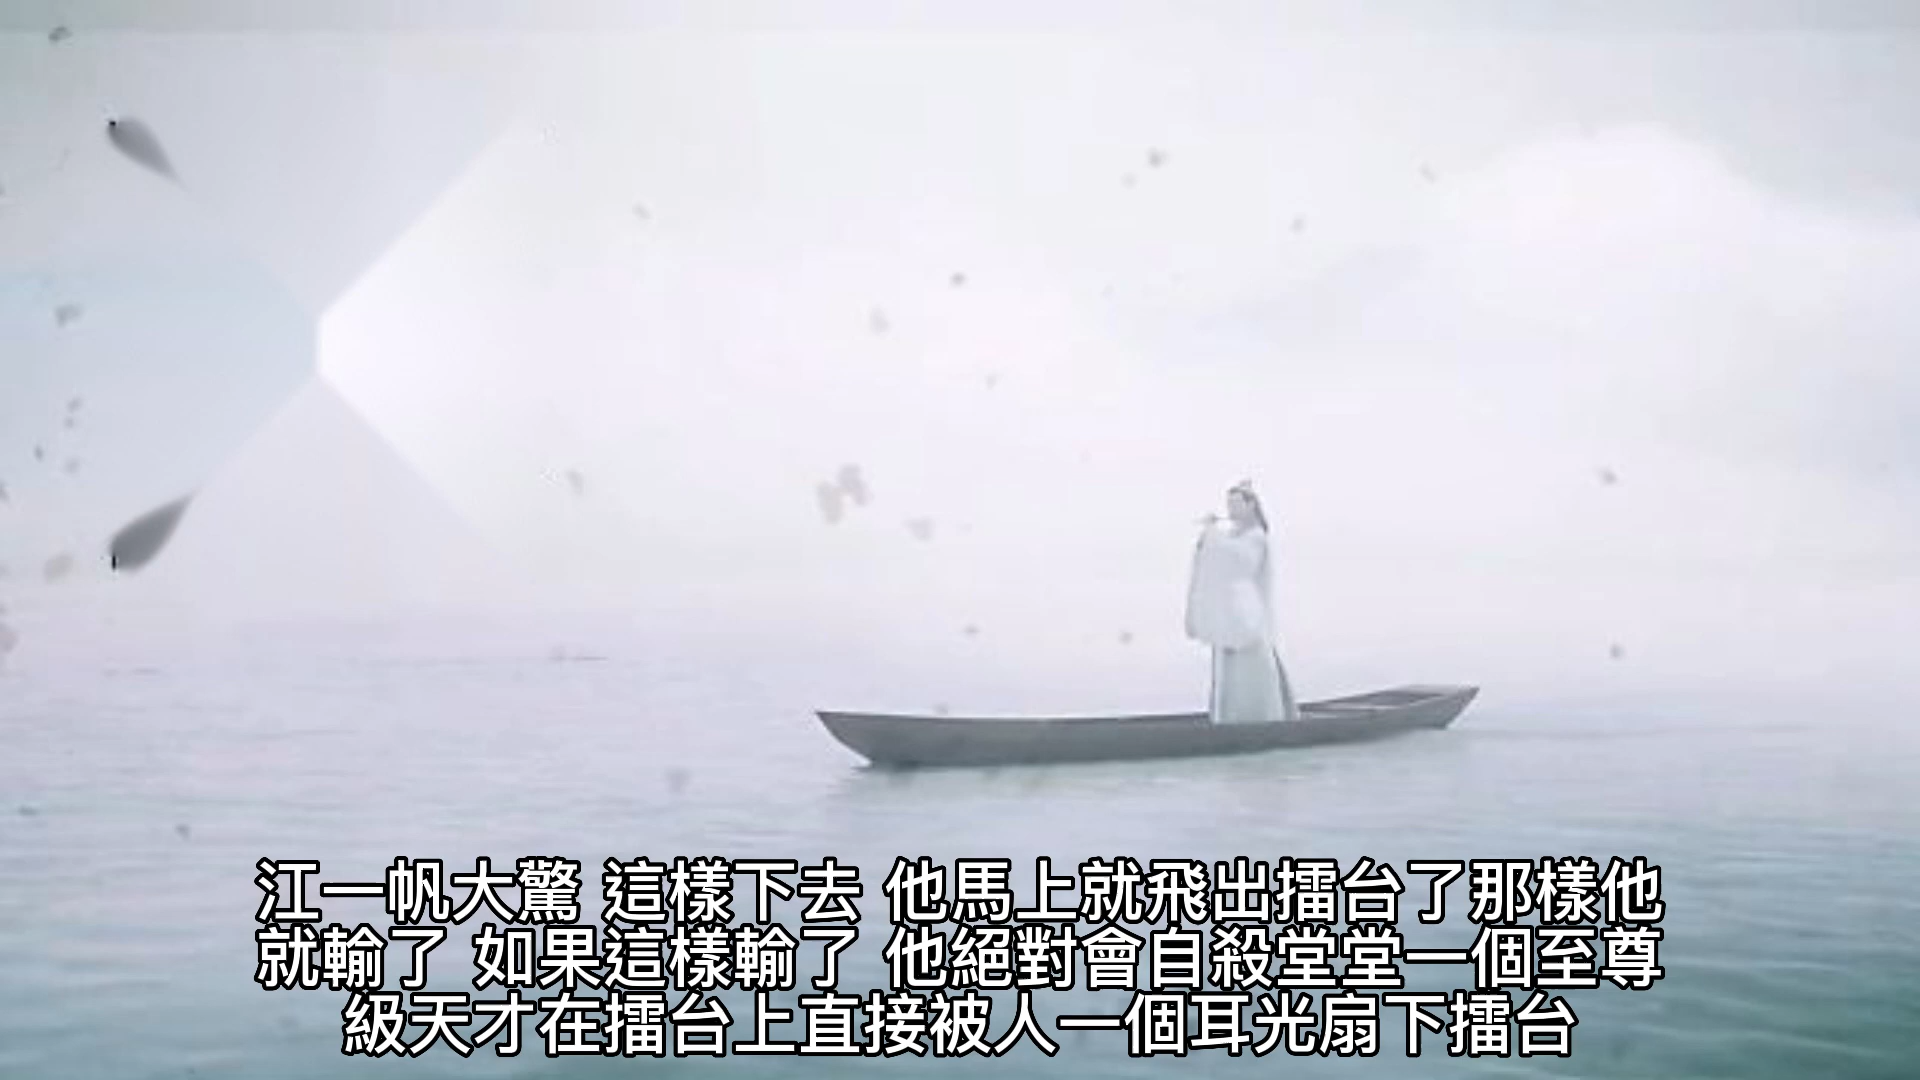 江一帆大驚 這樣下去 他馬上就飛出擂台了那樣他
就輸了 如果這樣輸了 他絕對會自殺堂堂一個至尊
級天才在擂台上直接被人一個耳光扇下擂台